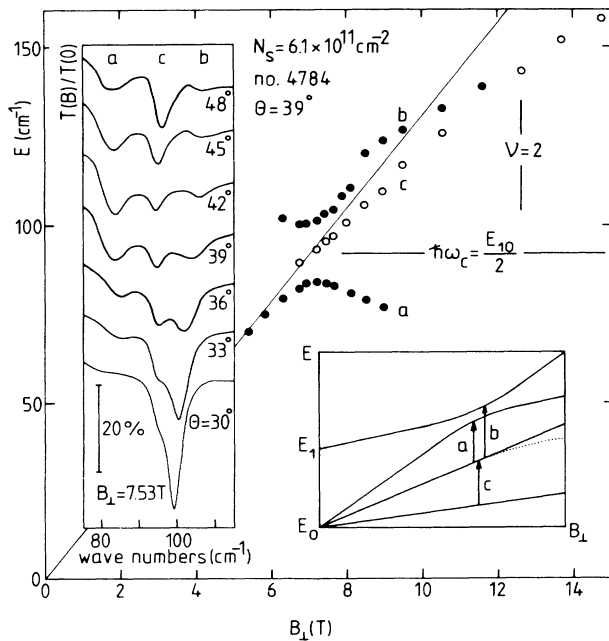 150
100
50
0
E (cm⁻¹)
T(B)/T(0)
a c b
48°
45°
42°
39°
36°
33°
Θ=30°
20%
B⊥=7.53T
80 100
wave numbers(cm⁻¹)
Nₛ=6.1×10¹¹cm⁻²
no. 4784
Θ=39°
b
c
a
ν=2
ħω_c=E₁₀/2
E
E₁
E₀
a
b
c
B⊥
0 2 4 6 8 10 12 14
B⊥(T)